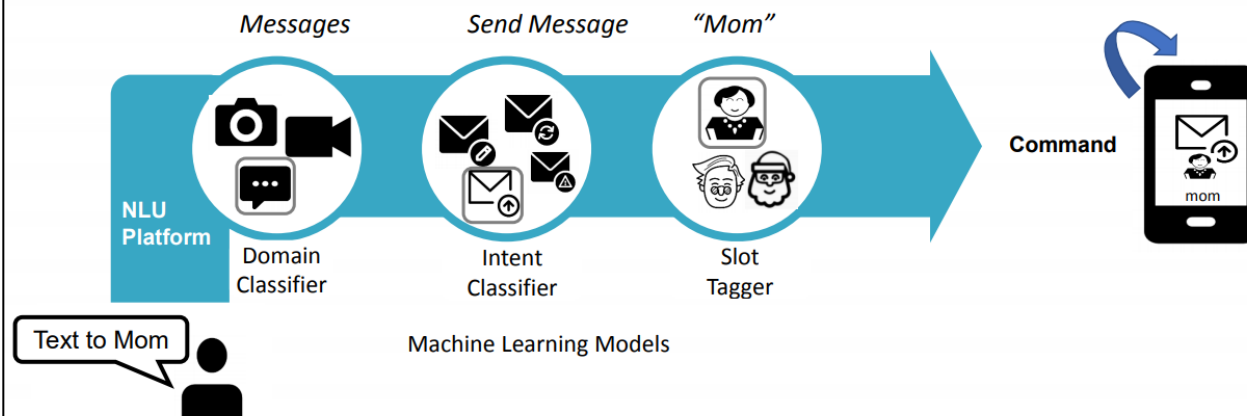 Messages
Send Message
“Mom”
NLU
Platform
Domain
Classifier
Intent
Classifier
Slot
Tagger
Command
mom
Text to Mom
Machine Learning Models